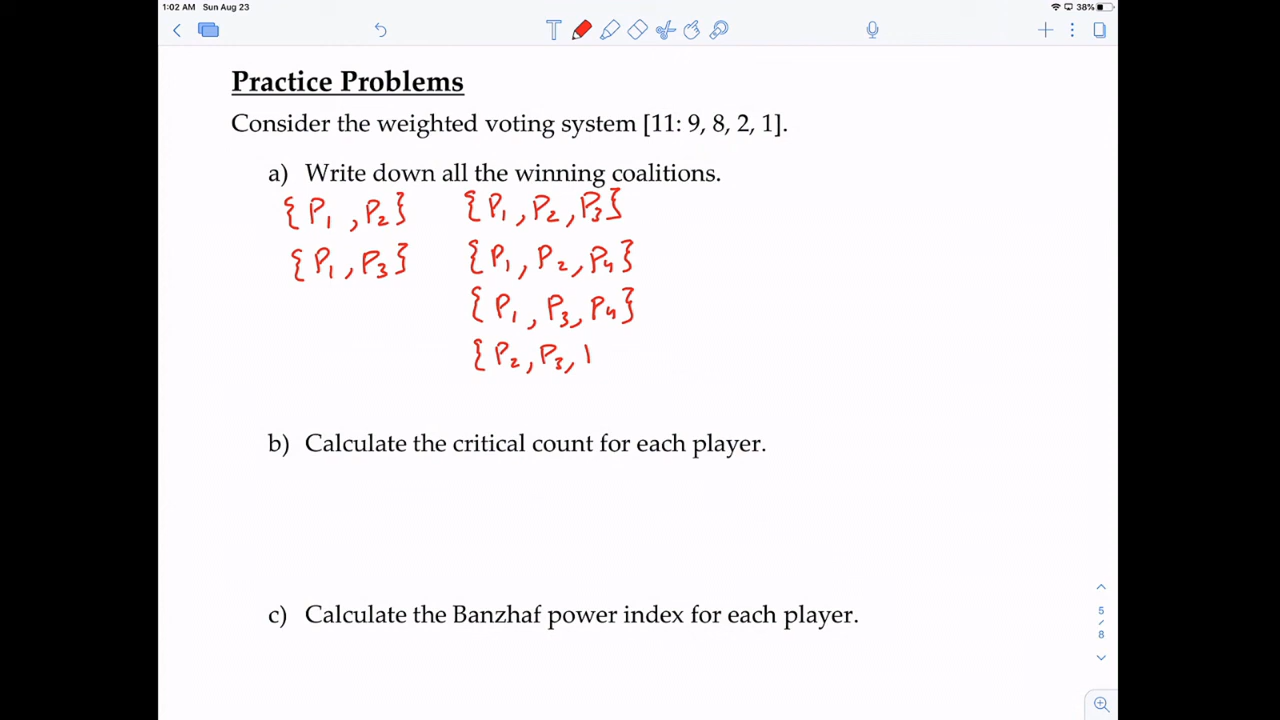 1:02 AM Sun Aug 23
38%
Practice Problems
Consider the weighted voting system [11: 9, 8, 2, 1].
a) Write down all the winning coalitions.
{P₁, P₂} {P₁, P₂, P₃}
{P₁, P₃} {P₁, P₂, P₄}
{P₁, P₃, P₄}
{P₂, P₃,
b) Calculate the critical count for each player.
c) Calculate the Banzhaf power index for each player.
5
/
8